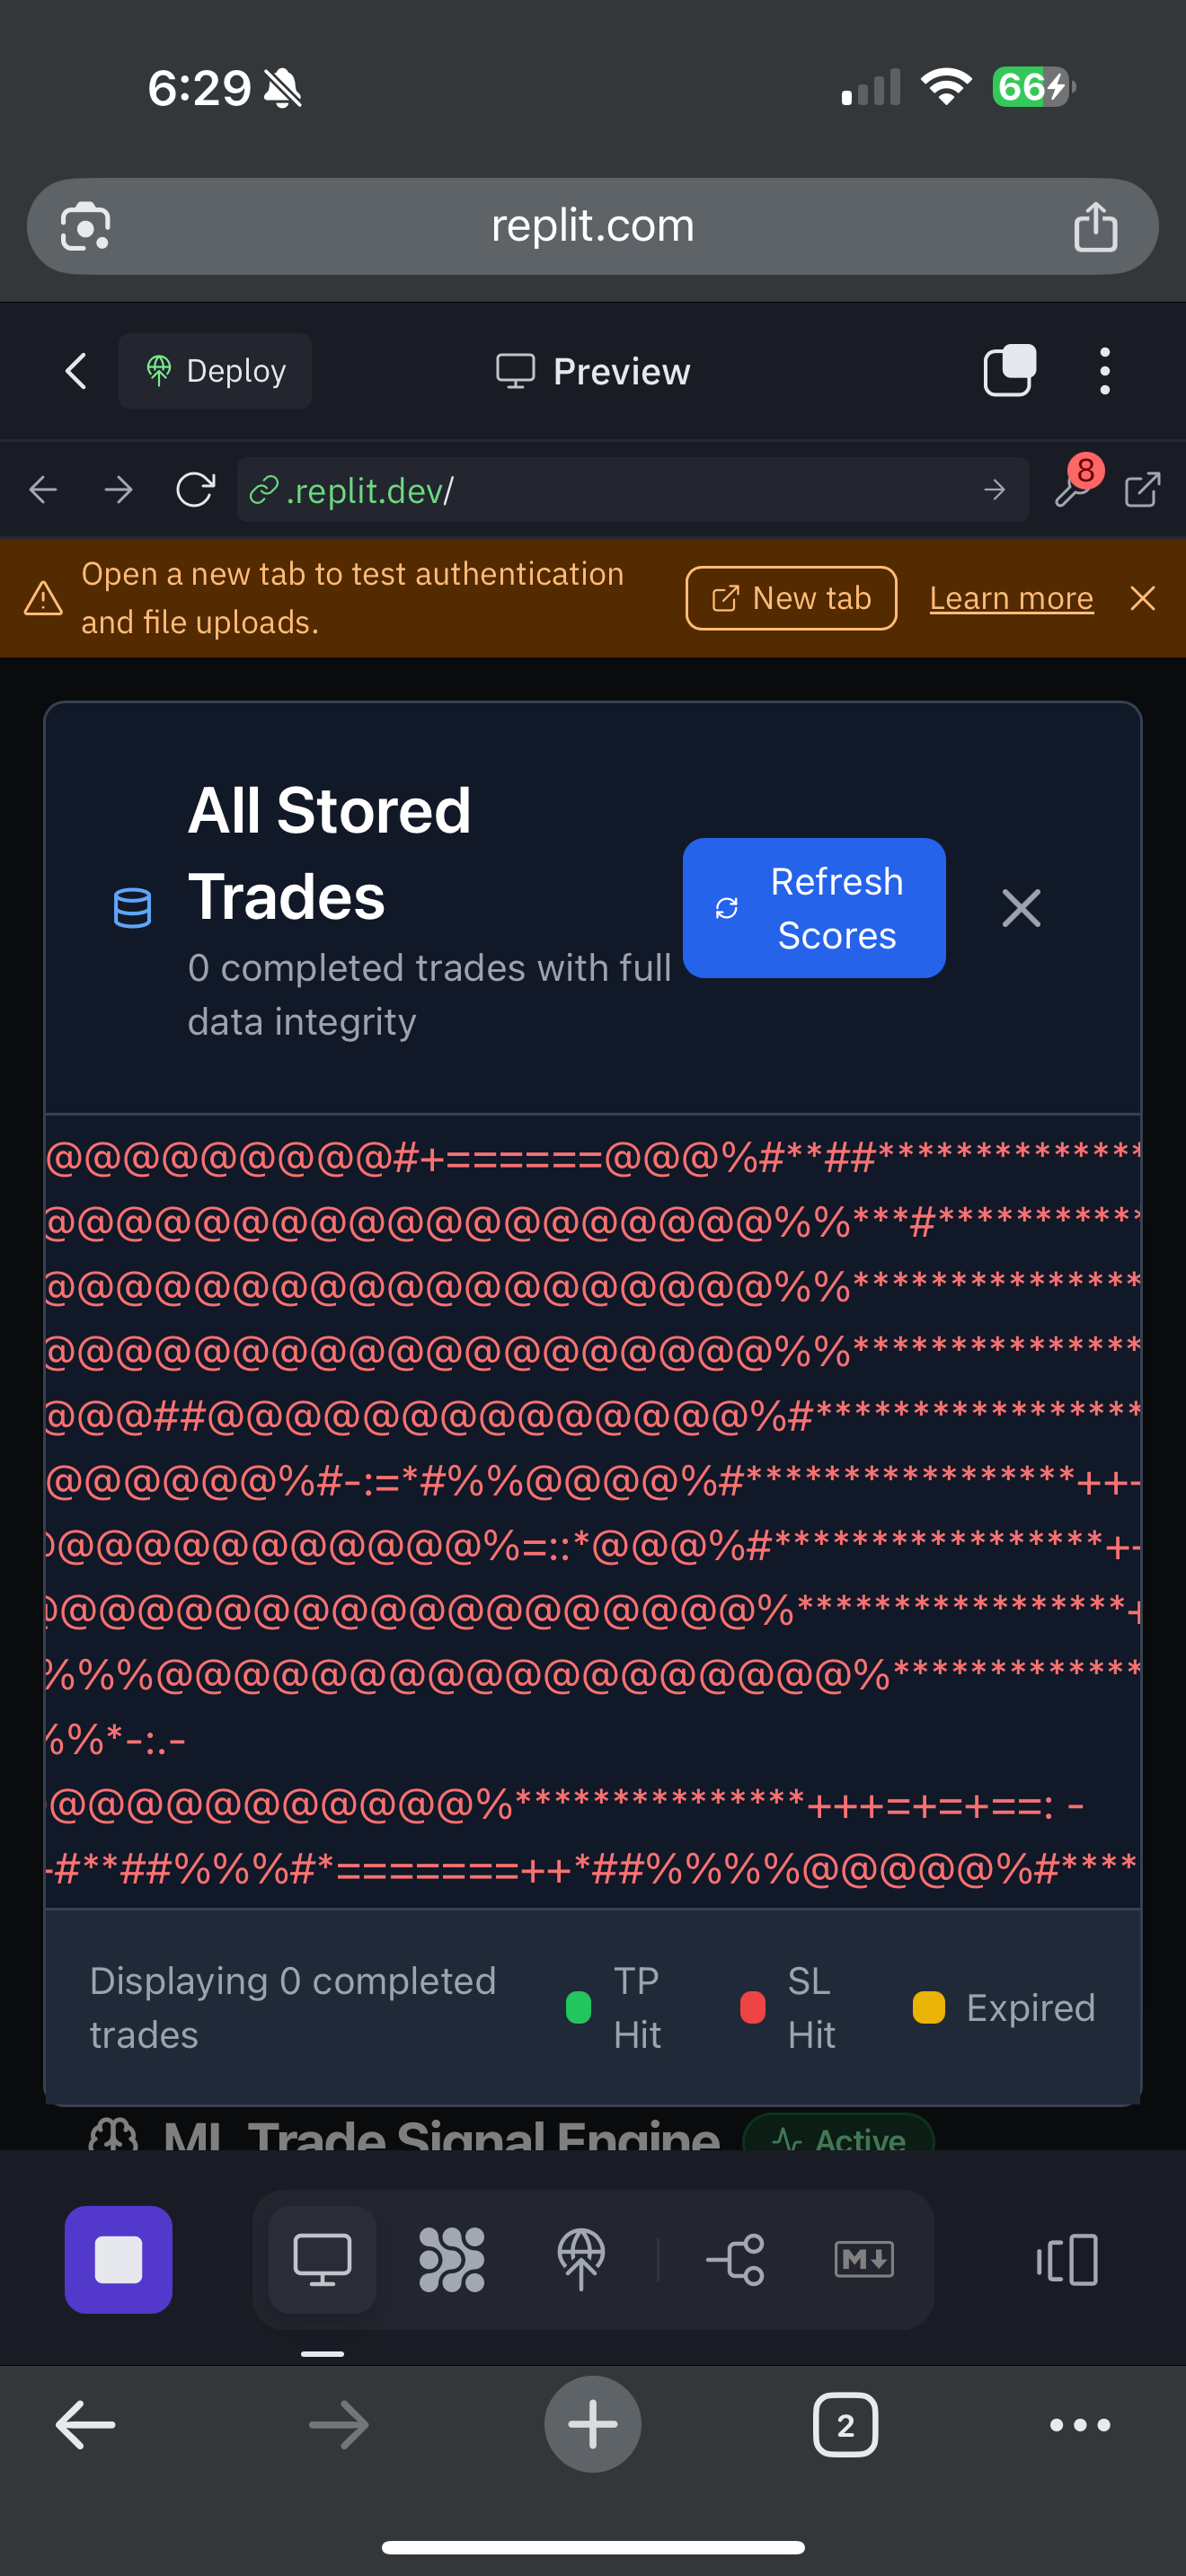 6:29
66
replit.com
Deploy
Preview
.replit.dev/
8
Open a new tab to test authentication
and file uploads.
New tab
Learn more
All Stored
Trades
0 completed trades with full
data integrity
Refresh
Scores
@@@@@@@@@#+======@@@%#**##**************
@@@@@@@@@@@@@@@@@@@%%***#***********
@@@@@@@@@@@@@@@@@@@%%***************
@@@@@@@@@@@@@@@@@@@%%***************
@@@##@@@@@@@@@@@@@@%#*****************
@@@@@@%#-:=*#%%@@@@%#*****************++-
@@@@@@@@@@@@%=::*@@@%#*****************+-
@@@@@@@@@@@@@@@@@@@%*****************+
%%%@@@@@@@@@@@@@@@@@@%*************
%%*-:.-
@@@@@@@@@@@%***************+++=+=+==: -
-#**##%%%#*=======++*##%%%%@@@@@%#****
Displaying 0 completed
trades
TP
Hit
SL
Hit
Expired
ML Trade Signal Engine
Active
M
2